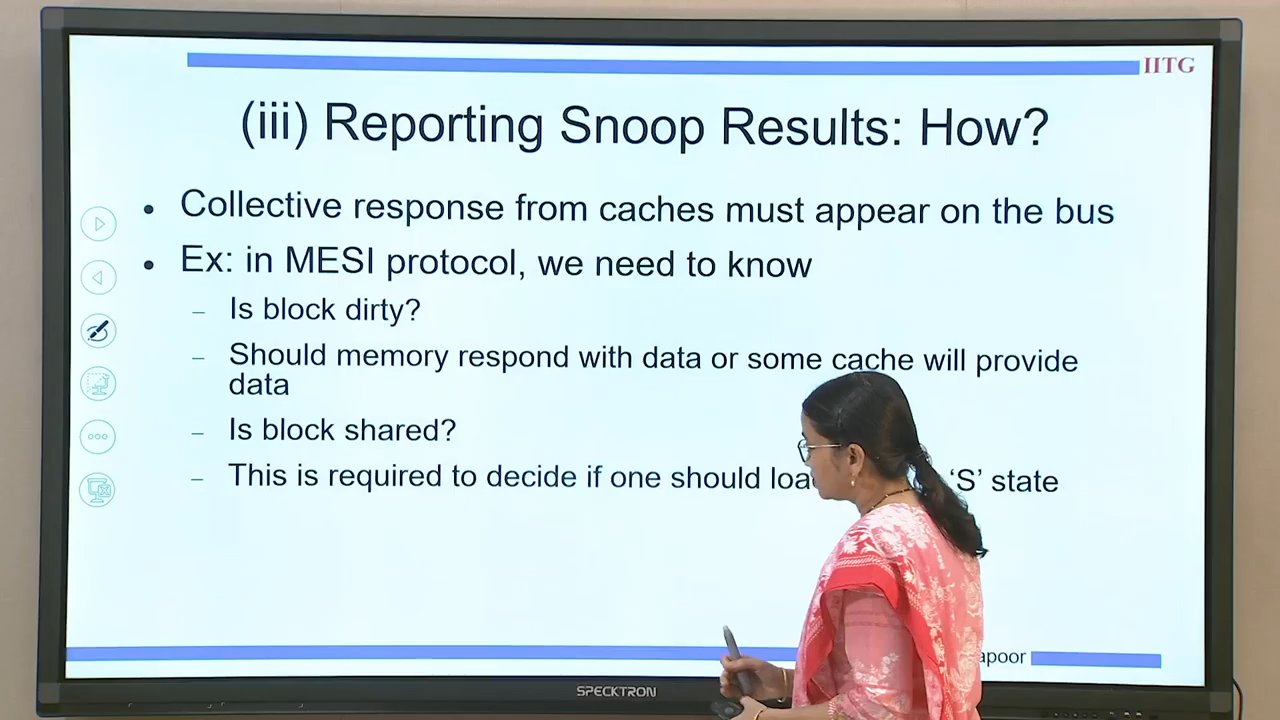 IITG
(iii) Reporting Snoop Results: How?
• Collective response from caches must appear on the bus
• Ex: in MESI protocol, we need to know
– Is block dirty?
– Should memory respond with data or some cache will provide
data
– Is block shared?
– This is required to decide if one should 'S' state
SPECKTRON